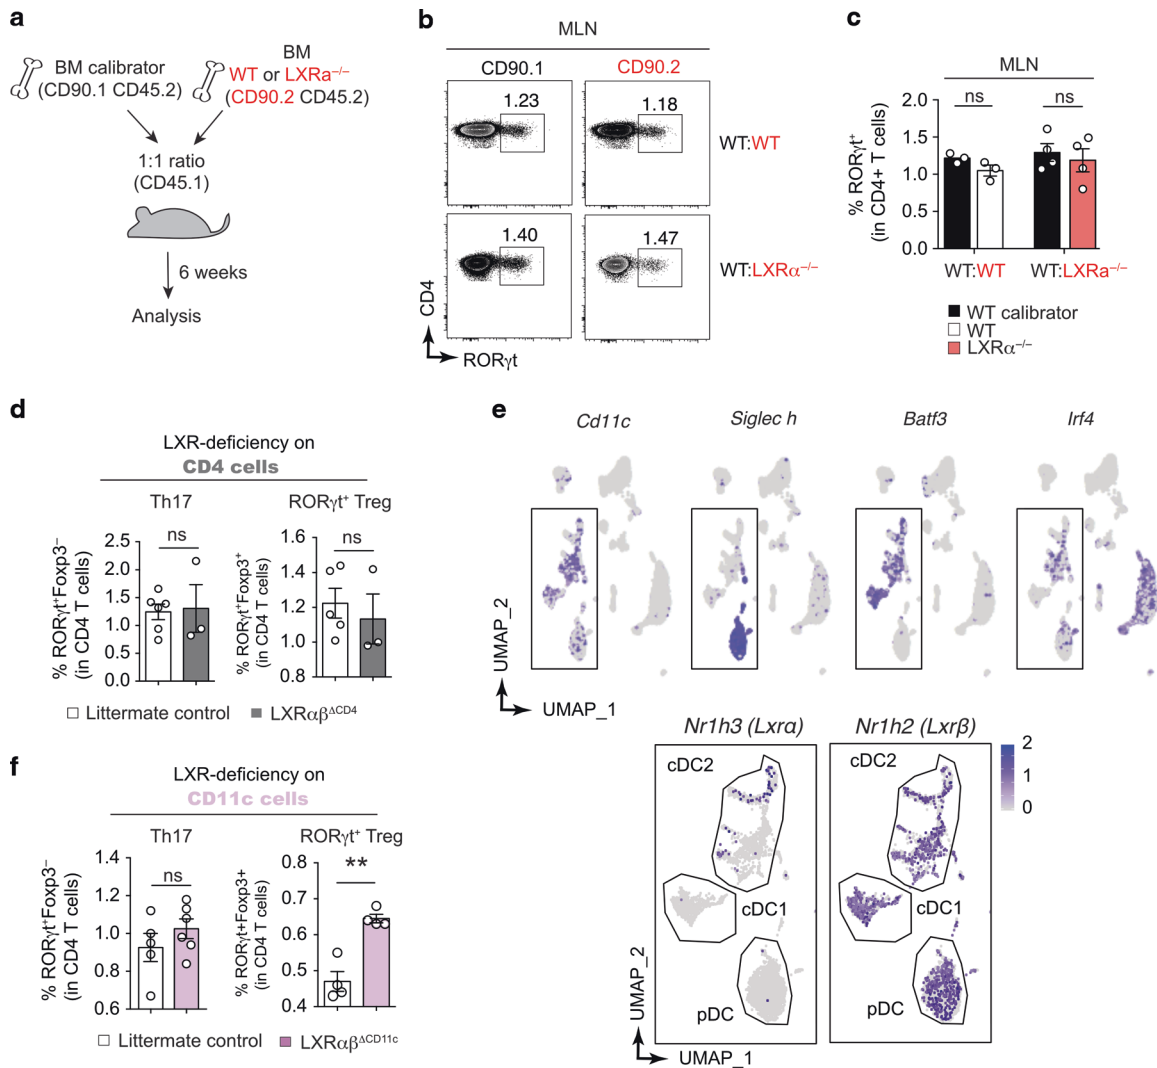 a
BM calibrator
(CD90.1 CD45.2)
BM
WT or LXRa−/−
(CD90.2 CD45.2)
1:1 ratio
(CD45.1)
6 weeks
Analysis
b
MLN
CD90.1
CD90.2
1.23
1.18
WT:WT
1.40
1.47
WT:LXRα−/−
CD4
RORγt
c
MLN
ns
ns
% RORγt+
(in CD4+ T cells)
2.0
1.5
1.0
0.5
0.0
WT:WT
WT:LXRa−/−
WT calibrator
WT
LXRα−/−
d
LXR-deficiency on
CD4 cells
Th17
RORγt+ Treg
% RORγt+Foxp3−
(in CD4 T cells)
2.5
2.0
1.5
1.0
0.5
0.0
ns
% RORγt+Foxp3+
(in CD4 T cells)
1.6
1.4
1.2
1.0
0.8
ns
Littermate control
LXRαβΔCD4
e
Cd11c
Siglec h
Batf3
Irf4
UMAP_2
UMAP_1
Nr1h3 (Lxrα)
Nr1h2 (Lxrβ)
cDC2
cDC2
cDC1
pDC
pDC
2
1
0
UMAP_2
UMAP_1
f
LXR-deficiency on
CD11c cells
Th17
RORγt+ Treg
% RORγt+Foxp3−
(in CD4 T cells)
1.4
1.2
1.0
0.8
0.6
ns
% RORγt+Foxp3+
(in CD4 T cells)
0.8
0.7
0.6
0.5
0.4
**
Littermate control
LXRαβΔCD11c